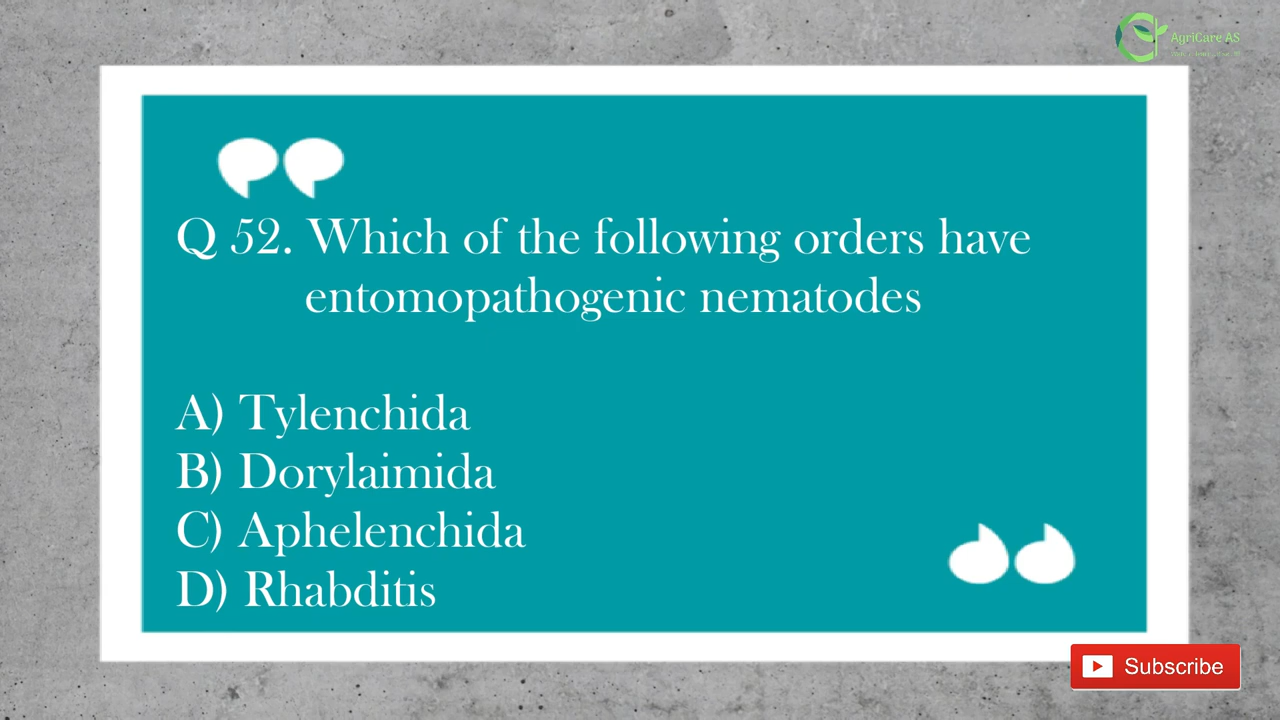 AgriCare AS
Q 52. Which of the following orders have
entomopathogenic nematodes
A) Tylenchida
B) Dorylaimida
C) Aphelenchida
D) Rhabditis
Subscribe